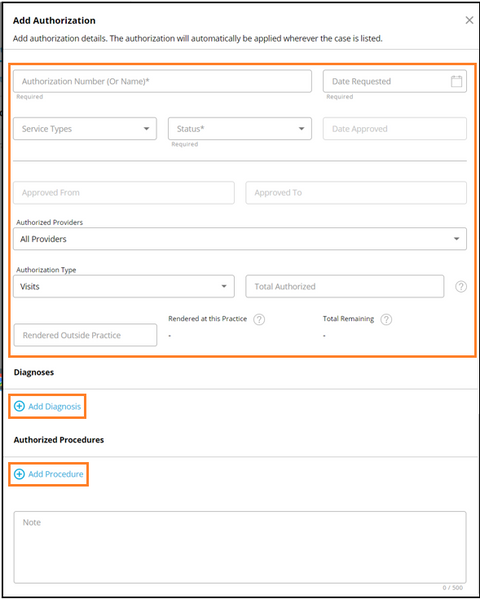 Add Authorization
Add authorization details. The authorization will automatically be applied wherever the case is listed.
Authorization Number (Or Name)*
Date Requested
Required
Required
Service Types
Status*
Date Approved
Required
Approved From
Approved To
Authorized Providers
All Providers
Authorization Type
Visits
Total Authorized
?
Rendered at this Practice ?
Total Remaining ?
Rendered Outside Practice
-
-
Diagnoses
Add Diagnosis
Authorized Procedures
Add Procedure
Note
0 / 500